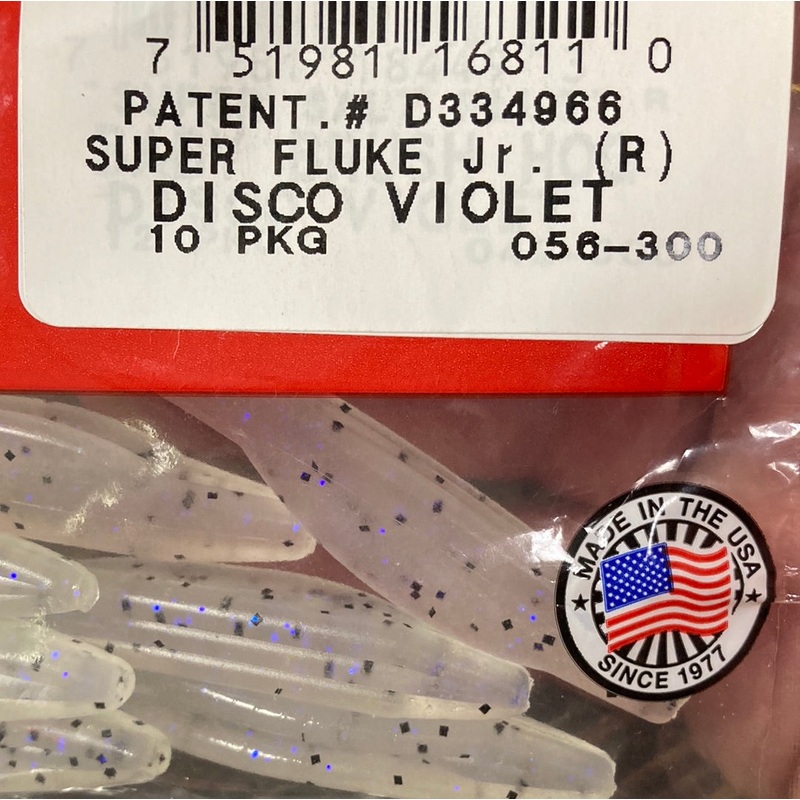 7 51981 16811 0
PATENT.# D334966
SUPER FLUKE Jr. (R)
DISCO VIOLET
10 PKG 056-300
MADE IN THE USA
SINCE 1977